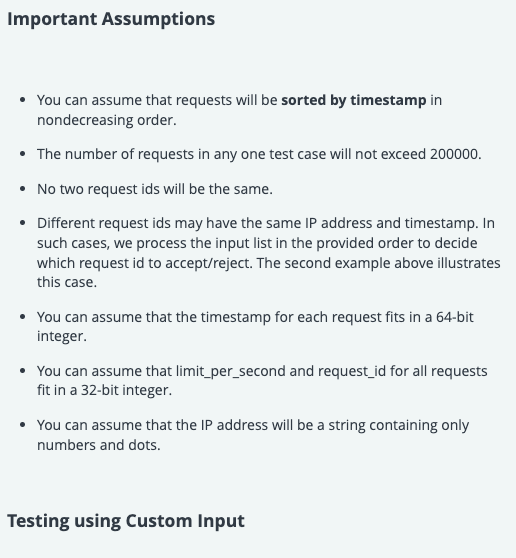 Important Assumptions
• You can assume that requests will be sorted by timestamp in
nondecreasing order.
• The number of requests in any one test case will not exceed 200000.
• No two request ids will be the same.
• Different request ids may have the same IP address and timestamp. In
such cases, we process the input list in the provided order to decide
which request id to accept/reject. The second example above illustrates
this case.
• You can assume that the timestamp for each request fits in a 64-bit
integer.
• You can assume that limit_per_second and request_id for all requests
fit in a 32-bit integer.
• You can assume that the IP address will be a string containing only
numbers and dots.
Testing using Custom Input